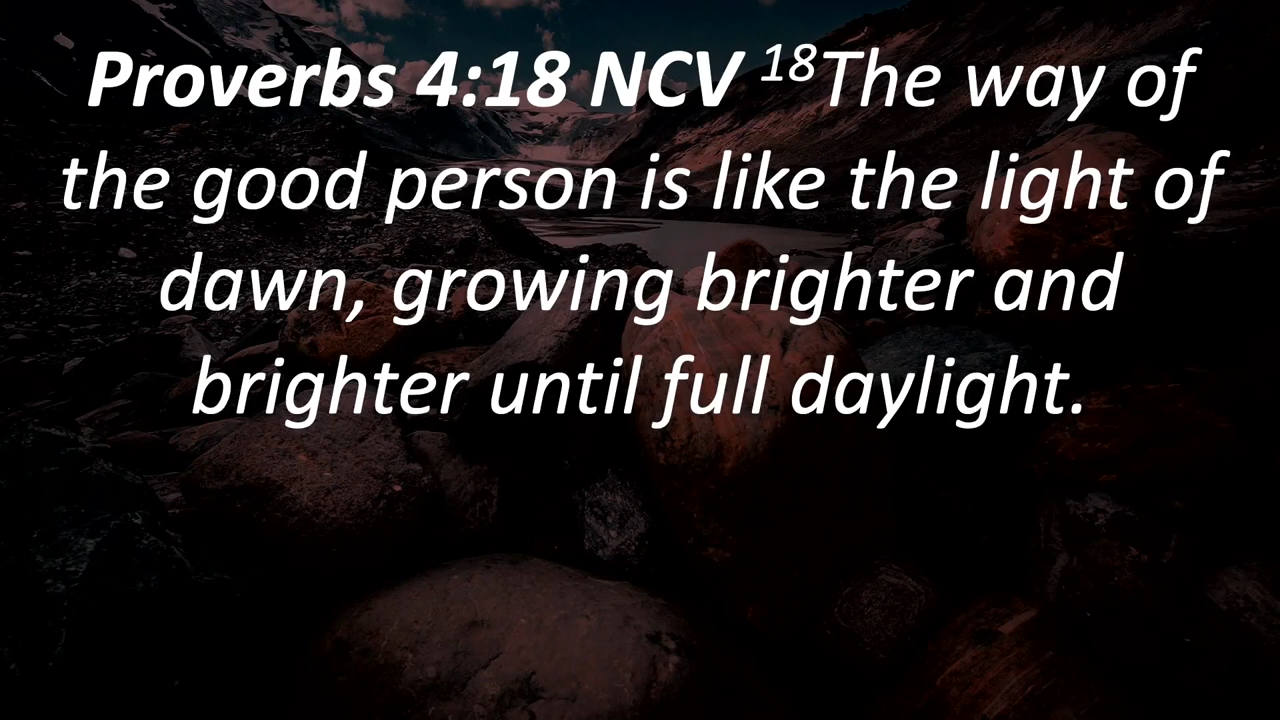 Proverbs 4:18 NCV 18The way of
the good person is like the light of
dawn, growing brighter and
brighter until full daylight.